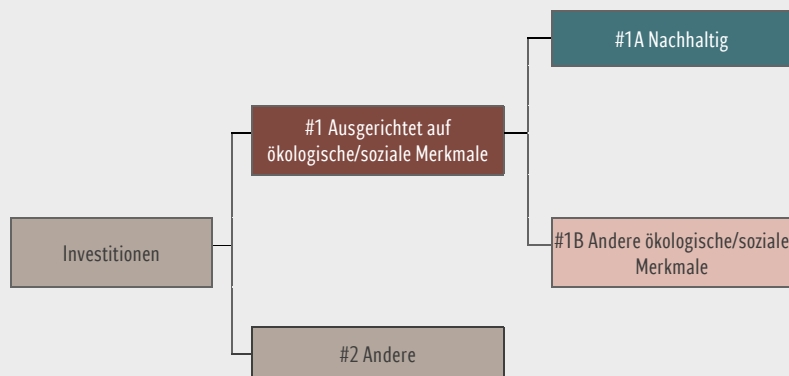 #1A Nachhaltig
#1 Ausgerichtet auf
ökologische/soziale Merkmale
Investitionen
#1B Andere ökologische/soziale
Merkmale
#2 Andere